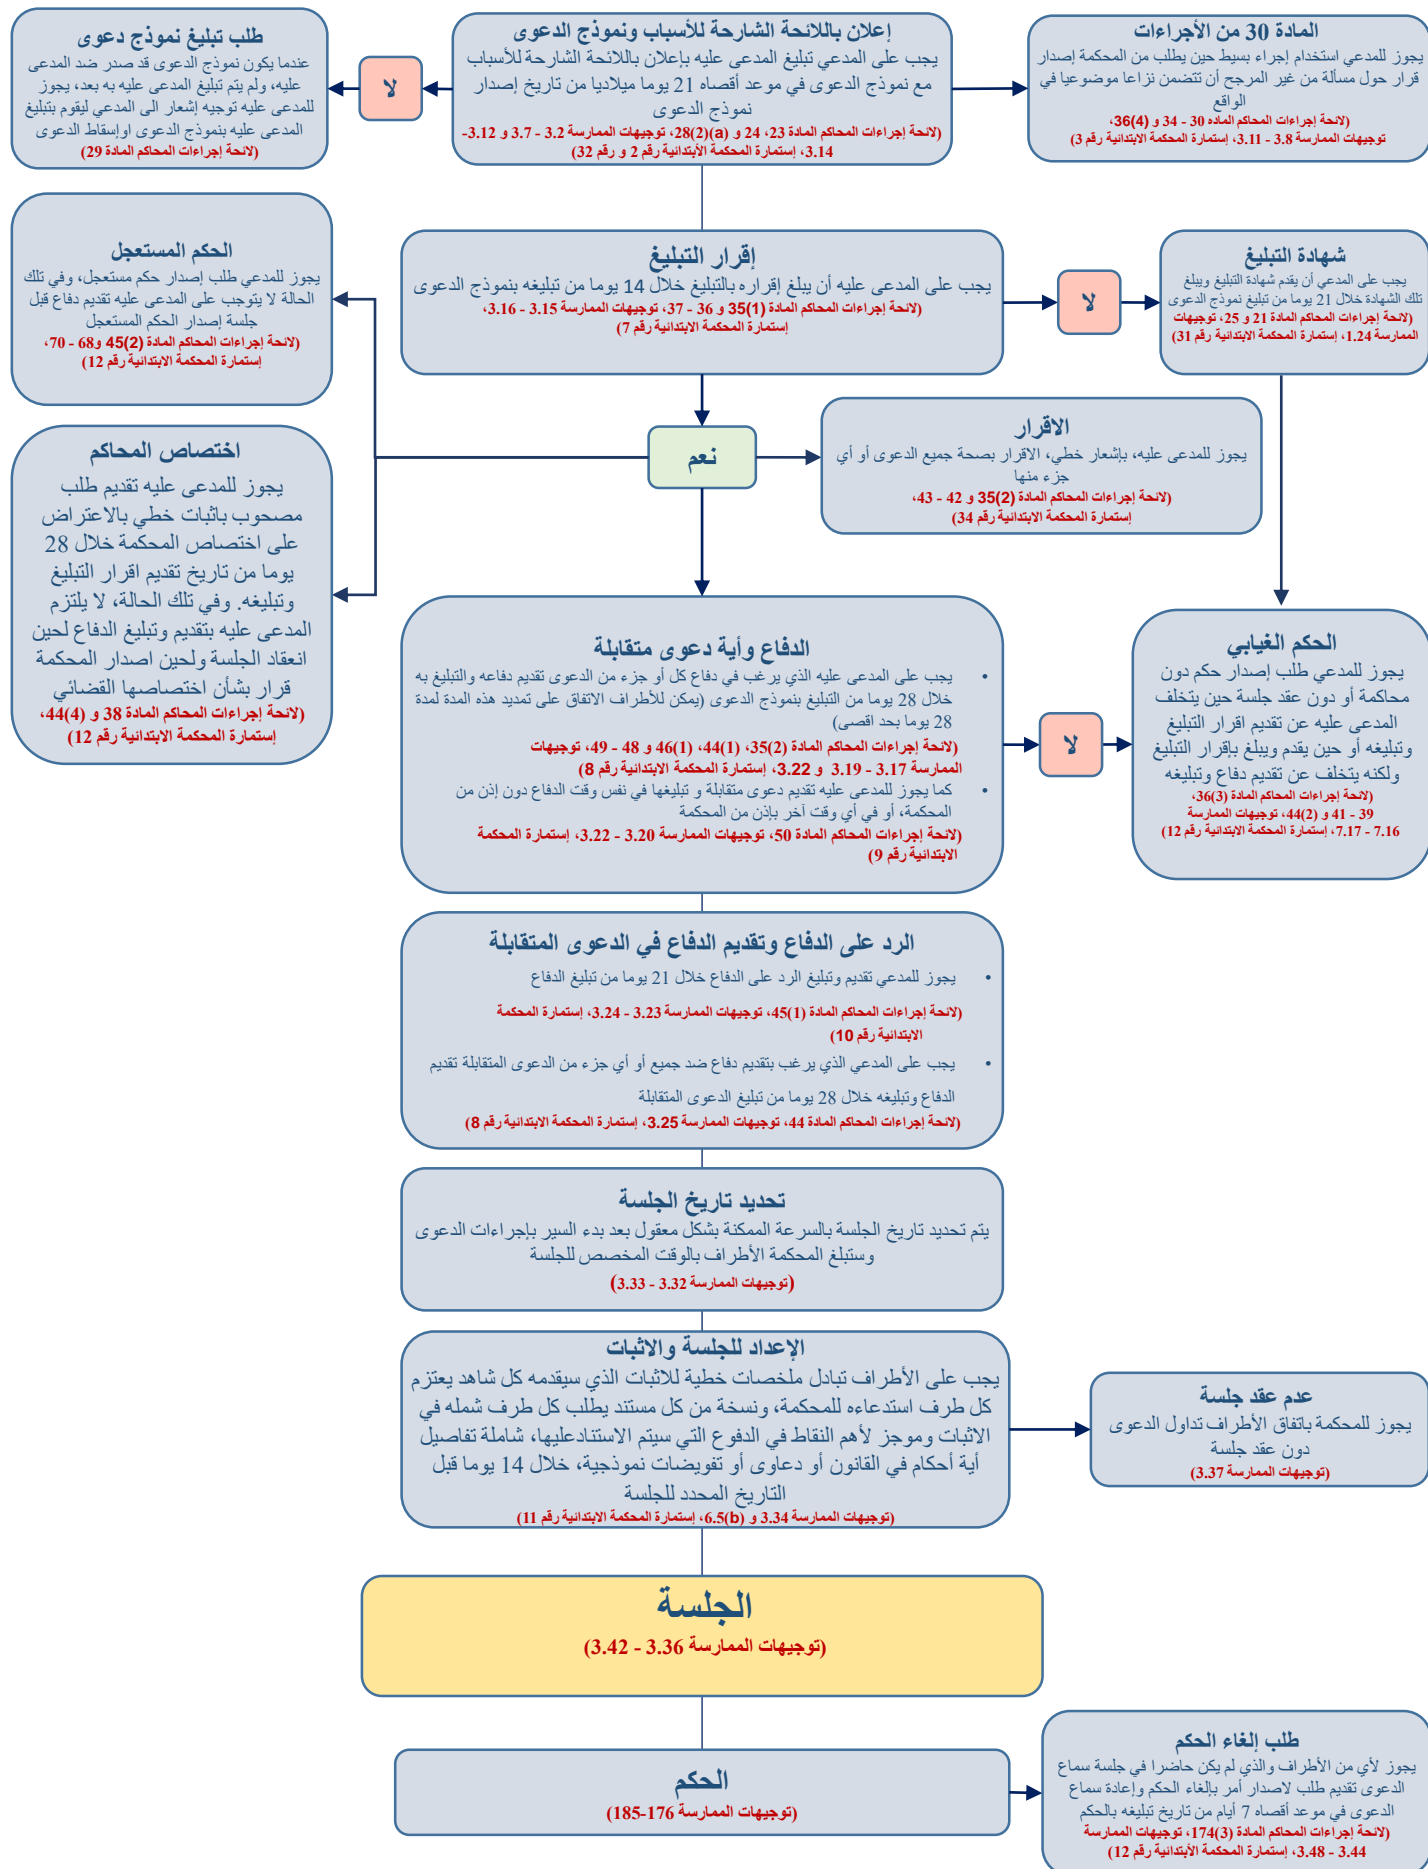 إعلان باللائحة الشارحة للأسباب ونموذج الدعوى
يجب على المدعي تبليغ المدعى عليه بإعلان باللائحة الشارحة للأسباب
مع نموذج الدعوى في موعد أقصاه 21 يوما ميلاديا من تاريخ إصدار
نموذج الدعوى
(لائحة إجراءات المحاكم المادة 23، 24 و 28(2)(a)، توجيهات الممارسة 3.2 - 3.7 و 3.12-
3.14، إستمارة المحكمة الأبتدائية رقم 2 و رقم 32)
المادة 30 من الأجراءات
يجوز للمدعي استخدام إجراء بسيط حين يطلب من المحكمة إصدار
قرار حول مسألة من غير المرجح أن تتضمن نزاعا موضوعيا في
الواقع
(لائحة إجراءات المحاكم الماده 30 - 34 و 36(4)،
توجيهات الممارسة 3.8 - 3.11، إستمارة المحكمة الابتدائية رقم 3)
لا
طلب تبليغ نموذج دعوى
عندما يكون نموذج الدعوى قد صدر ضد المدعى
عليه، ولم يتم تبليغ المدعى عليه به بعد، يجوز
للمدعى عليه توجيه إشعار الى المدعي ليقوم بتبليغ
المدعى عليه بنموذج الدعوى اوإسقاط الدعوى
(لائحة إجراءات المحاكم المادة 29)
إقرار التبليغ
يجب على المدعى عليه أن يبلغ إقراره بالتبليغ خلال 14 يوما من تبليغه بنموذج الدعوى
(لائحة إجراءات المحاكم المادة 35(1) و 36 - 37، توجيهات الممارسة 3.15 - 3.16،
إستمارة المحكمة الابتدائية رقم 7)
لا
شهادة التبليغ
يجب على المدعي أن يقدم شهادة التبليغ ويبلغ
تلك الشهادة خلال 21 يوما من تبليغ نموذج الدعوى
(لائحة إجراءات المحاكم المادة 21 و 25، توجيهات
الممارسة 1.24، إستمارة المحكمة الابتدائية رقم 31)
الحكم المستعجل
يجوز للمدعي طلب إصدار حكم مستعجل، وفي تلك
الحالة لا يتوجب على المدعى عليه تقديم دفاع قبل
جلسة إصدار الحكم المستعجل
(لائحة إجراءات المحاكم المادة 45(2) و68 - 70،
إستمارة المحكمة الابتدائية رقم 12)
نعم
الاقرار
يجوز للمدعى عليه، بإشعار خطي، الاقرار بصحة جميع الدعوى أو أي
جزء منها
(لائحة إجراءات المحاكم المادة 35(2) و 42 - 43،
إستمارة المحكمة الابتدائية رقم 34)
اختصاص المحاكم
يجوز للمدعى عليه تقديم طلب
مصحوب باثبات خطي بالاعتراض
على اختصاص المحكمة خلال 28
يوما من تاريخ تقديم اقرار التبليغ
وتبليغه. وفي تلك الحالة، لا يلتزم
المدعى عليه بتقديم وتبليغ الدفاع لحين
انعقاد الجلسة ولحين اصدار المحكمة
قرار بشأن اختصاصها القضائي
(لائحة إجراءات المحاكم المادة 38 و 44(4)،
إستمارة المحكمة الابتدائية رقم 12)
الدفاع وأية دعوى متقابلة
• يجب على المدعى عليه الذي يرغب في دفاع كل أو جزء من الدعوى تقديم دفاعه والتبليغ به
خلال 28 يوما من التبليغ بنموذج الدعوى (يمكن للأطراف الاتفاق على تمديد هذه المدة لمدة
28 يوما بحد اقصى)
(لائحة إجراءات المحاكم المادة 35(2)، 44(1)، 46(1) و 48 - 49، توجيهات
الممارسة 3.17 - 3.19 و 3.22، إستمارة المحكمة الابتدائية رقم 8)
• كما يجوز للمدعى عليه تقديم دعوى متقابلة و تبليغها في نفس وقت الدفاع دون إذن من
المحكمة، أو في أي وقت آخر بإذن من المحكمة
(لائحة إجراءات المحاكم المادة 50، توجيهات الممارسة 3.20 - 3.22، إستمارة المحكمة
الابتدائية رقم 9)
لا
الحكم الغيابي
يجوز للمدعي طلب إصدار حكم دون
محاكمة أو دون عقد جلسة حين يتخلف
المدعى عليه عن تقديم اقرار التبليغ
وتبليغه أو حين يقدم ويبلغ بإقرار التبليغ
ولكنه يتخلف عن تقديم دفاع وتبليغه
(لائحة إجراءات المحاكم المادة 36(3)،
39 - 41 و 44(2)، توجيهات الممارسة
7.16 - 7.17، إستمارة المحكمة الابتدائية رقم 12)
الرد على الدفاع وتقديم الدفاع في الدعوى المتقابلة
• يجوز للمدعي تقديم وتبليغ الرد على الدفاع خلال 21 يوما من تبليغ الدفاع
(لائحة إجراءات المحاكم المادة 45(1)، توجيهات الممارسة 3.23 - 3.24، إستمارة المحكمة
الابتدائية رقم 10)
• يجب على المدعي الذي يرغب بتقديم دفاع ضد جميع أو أي جزء من الدعوى المتقابلة تقديم
الدفاع وتبليغه خلال 28 يوما من تبليغ الدعوى المتقابلة
(لائحة إجراءات المحاكم المادة 44، توجيهات الممارسة 3.25، إستمارة المحكمة الابتدائية رقم 8)
تحديد تاريخ الجلسة
يتم تحديد تاريخ الجلسة بالسرعة الممكنة بشكل معقول بعد بدء السير بإجراءات الدعوى
وستبلغ المحكمة الأطراف بالوقت المخصص للجلسة
(توجيهات الممارسة 3.32 - 3.33)
الإعداد للجلسة والاثبات
يجب على الأطراف تبادل ملخصات خطية للاثبات الذي سيقدمه كل شاهد يعتزم
كل طرف استدعاءه للمحكمة، ونسخة من كل مستند يطلب كل طرف شمله في
الاثبات وموجز لأهم النقاط في الدفوع التي سيتم الاستنادعليها، شاملة تفاصيل
أية أحكام في القانون أو دعاوى أو تفويضات نموذجية، خلال 14 يوما قبل
التاريخ المحدد للجلسة
(توجيهات الممارسة 3.34 و 6.5(b)، إستمارة المحكمة الابتدائية رقم 11)
عدم عقد جلسة
يجوز للمحكمة باتفاق الأطراف تداول الدعوى
دون عقد جلسة
(توجيهات الممارسة 3.37)
الجلسة
(توجيهات الممارسة 3.36 - 3.42)
الحكم
(توجيهات الممارسة 176-185)
طلب إلغاء الحكم
يجوز لأي من الأطراف والذي لم يكن حاضرا في جلسة سماع
الدعوى تقديم طلب لاصدار أمر بإلغاء الحكم وإعادة سماع
الدعوى في موعد أقصاه 7 أيام من تاريخ تبليغه بالحكم
(لائحة إجراءات المحاكم المادة 174(3)، توجيهات الممارسة
3.44 - 3.48، إستمارة المحكمة الأبتدائية رقم 12)